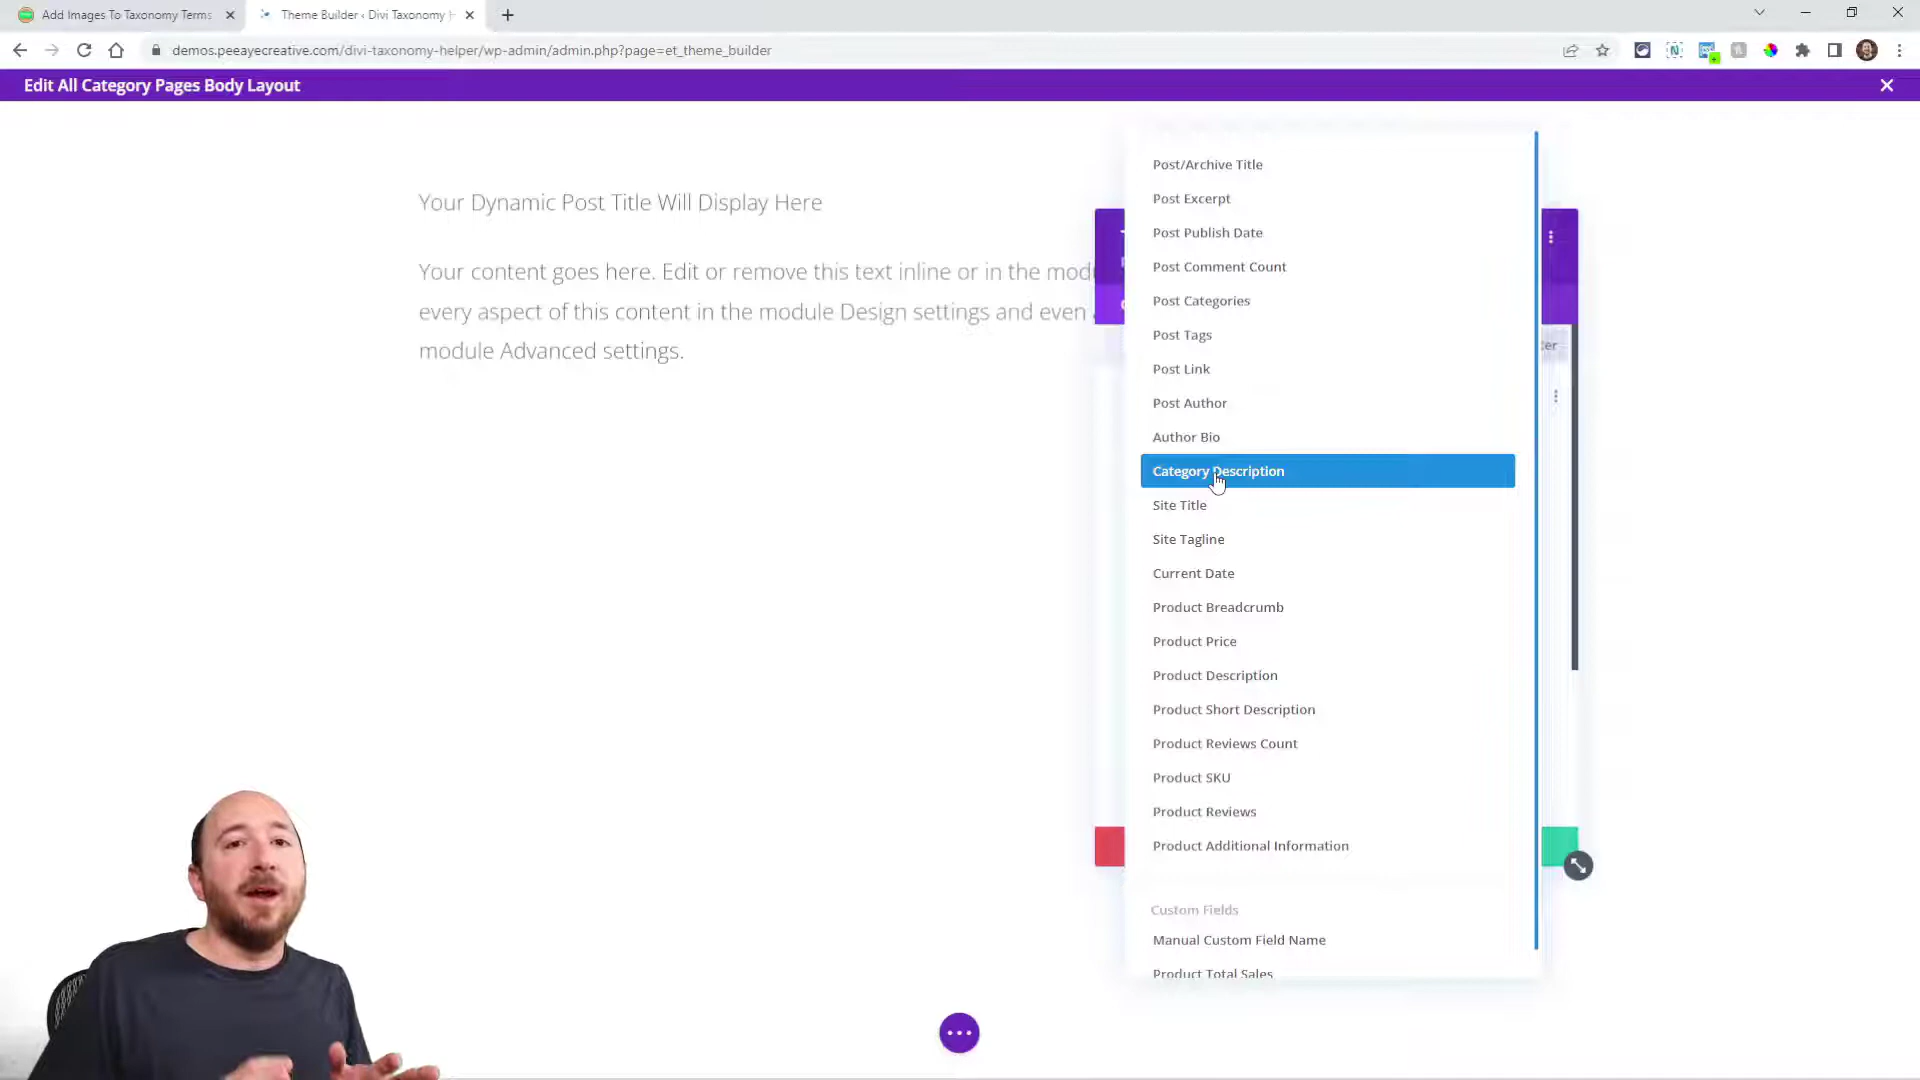 Add Images To Taxonomy Terms
Theme Builder ‹ Divi Taxonomy H
demos.peeayecreative.com/divi-taxonomy-helper/wp-admin/admin.php?page=et_theme_builder
Edit All Category Pages Body Layout
Your Dynamic Post Title Will Display Here
Your content goes here. Edit or remove this text inline or in the modu
every aspect of this content in the module Design settings and even
module Advanced settings.
Post/Archive Title
Post Excerpt
Post Publish Date
Post Comment Count
Post Categories
Post Tags
Post Link
Post Author
Author Bio
Category Description
Site Title
Site Tagline
Current Date
Product Breadcrumb
Product Price
Product Description
Product Short Description
Product Reviews Count
Product SKU
Product Reviews
Product Additional Information
Custom Fields
Manual Custom Field Name
Product Total Sales